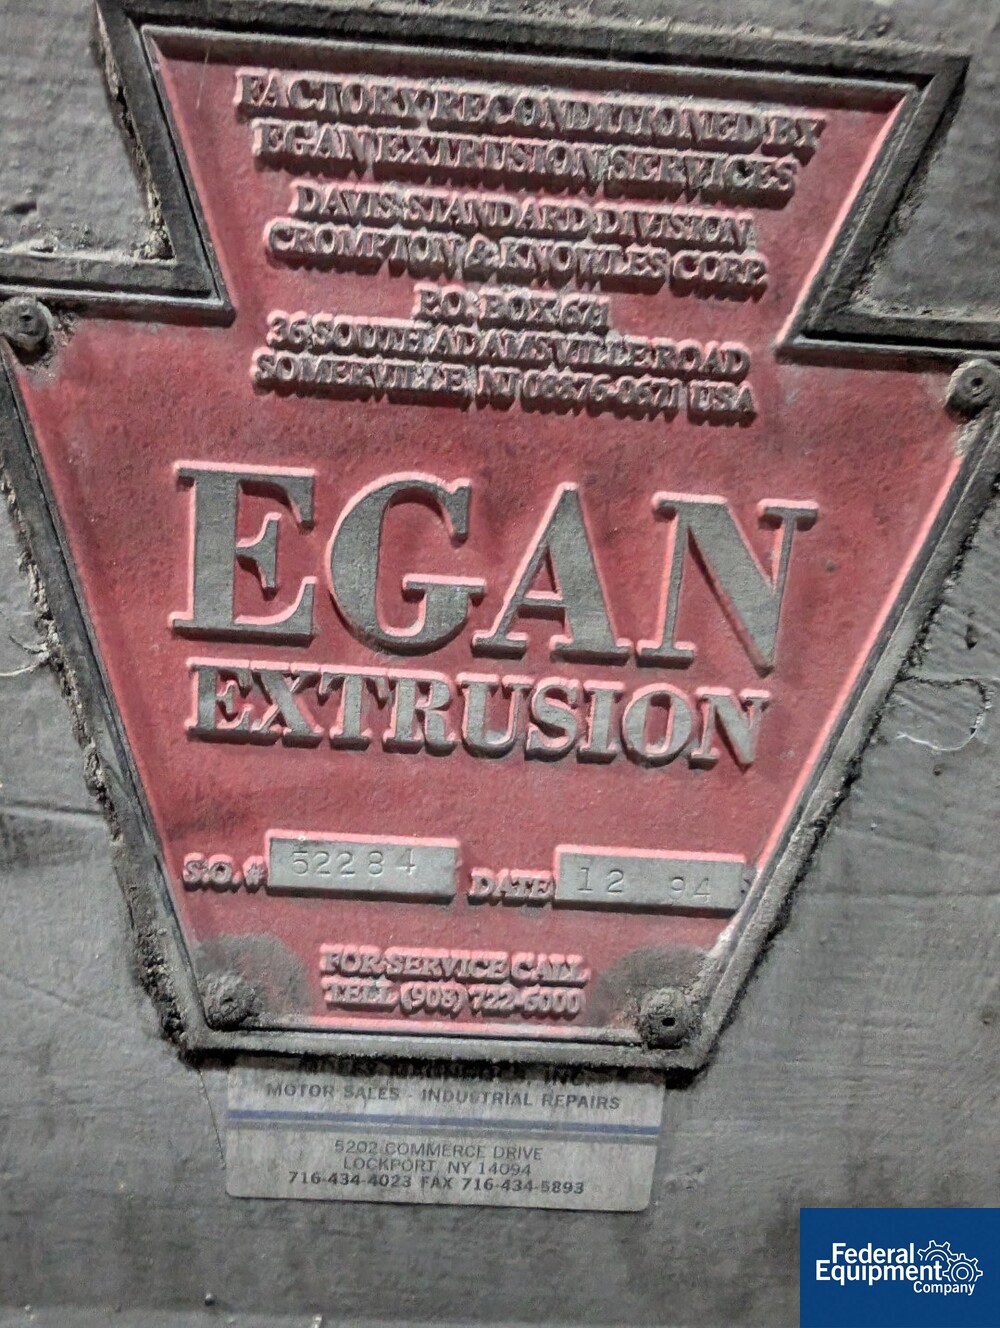 FACTORY RECONDITIONED BY
EGAN EXTRUSION SERVICES
DAVIS-STANDARD DIVISION
CROMPTON & KNOWLES CORP.
P.O. BOX 671
36 SOUTH ADAMSVILLE ROAD
SOMERVILLE, NJ 08876-0671 USA
EGAN
EXTRUSION
S.O. # 52284 DATE 12 94
FOR SERVICE CALL
TELL (908) 722-6000
INC.
MOTOR SALES - INDUSTRIAL REPAIRS
5202 COMMERCE DRIVE
LOCKPORT, NY 14094
716-434-4023 FAX 716-434-5893
Federal
Equipment
Company